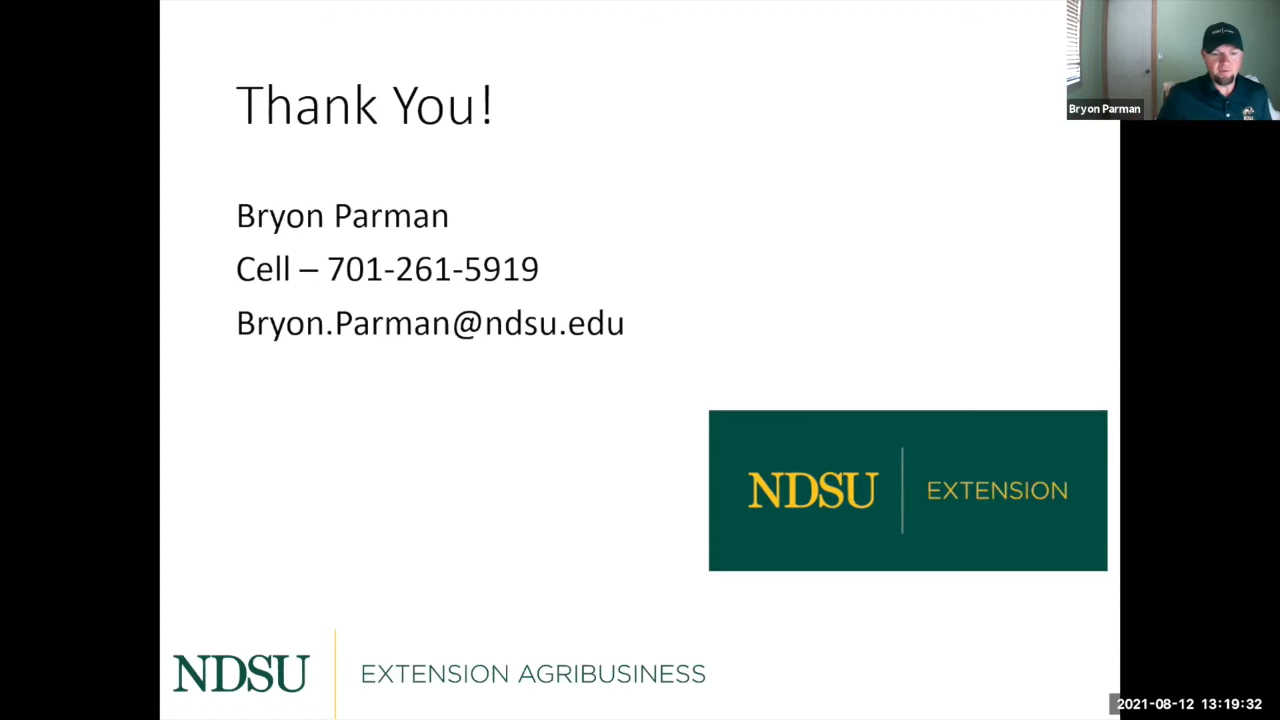 Thank You!
Bryon Parman
Bryon Parman
Cell – 701-261-5919
Bryon.Parman@ndsu.edu
NDSU EXTENSION
NDSU EXTENSION AGRIBUSINESS
2021-08-12 13:19:32